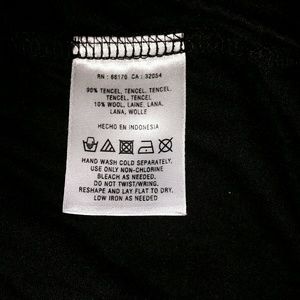 RN : 66170 CA : 32054
90% TENCEL, TENCEL, TENCEL,
TENCEL, TENCEL
10% WOOL, LAINE, LANA,
LANA, WOLLE
HECHO EN INDONESIA
HAND WASH COLD SEPARATELY.
USE ONLY NON-CHLORINE
BLEACH AS NEEDED.
DO NOT TWIST/WRING.
RESHAPE AND LAY FLAT TO DRY.
LOW IRON AS NEEDED